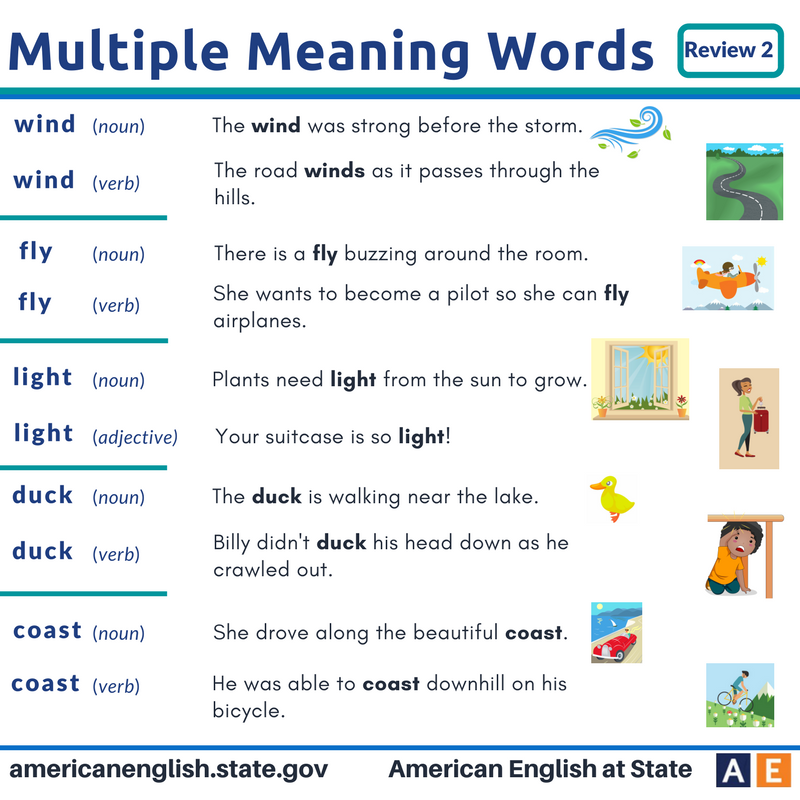 Multiple Meaning Words Review 2
wind (noun) The wind was strong before the storm.
wind (verb) The road winds as it passes through the
hills.
fly (noun) There is a fly buzzing around the room.
fly (verb) She wants to become a pilot so she can fly
airplanes.
light (noun) Plants need light from the sun to grow.
light (adjective) Your suitcase is so light!
duck (noun) The duck is walking near the lake.
duck (verb) Billy didn't duck his head down as he
crawled out.
coast (noun) She drove along the beautiful coast.
coast (verb) He was able to coast downhill on his
bicycle.
americanenglish.state.gov American English at State A E